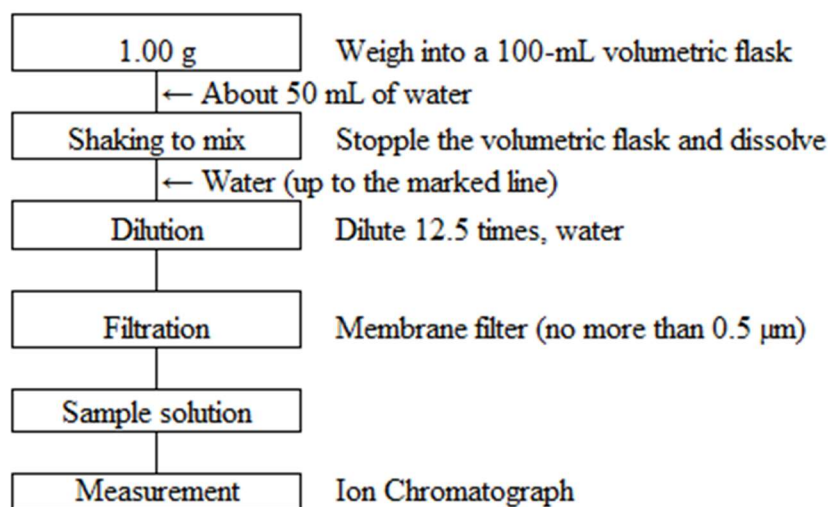 1.00 g Weigh into a 100-mL volumetric flask
← About 50 mL of water
Shaking to mix Stopple the volumetric flask and dissolve
← Water (up to the marked line)
Dilution Dilute 12.5 times, water
Filtration Membrane filter (no more than 0.5 μm)
Sample solution
Measurement Ion Chromatograph